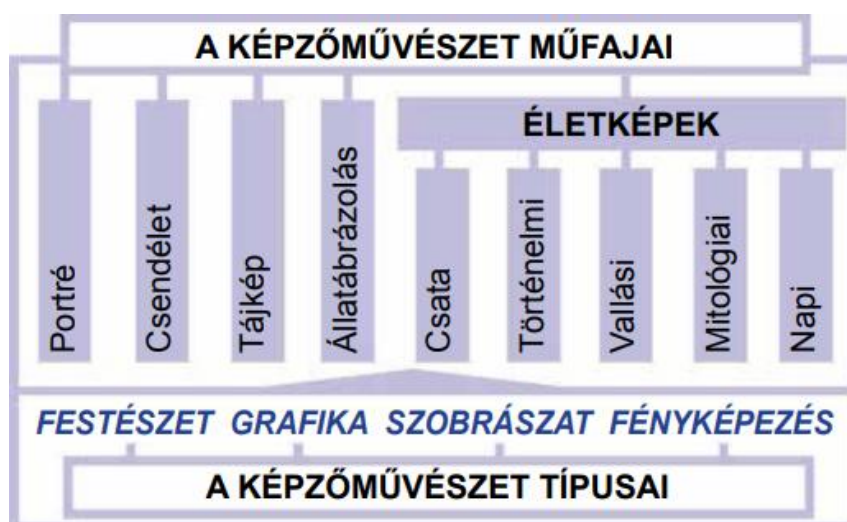 A KÉPZŐMŰVÉSZET MŰFAJAI
ÉLETKÉPEK
Portré
Csendélet
Tájkép
Állatábrázolás
Csata
Történelmi
Vallási
Mitológiai
Napi
FESTÉSZET GRAFIKA SZOBRÁSZAT FÉNYKÉPEZÉS
A KÉPZŐMŰVÉSZET TÍPUSAI